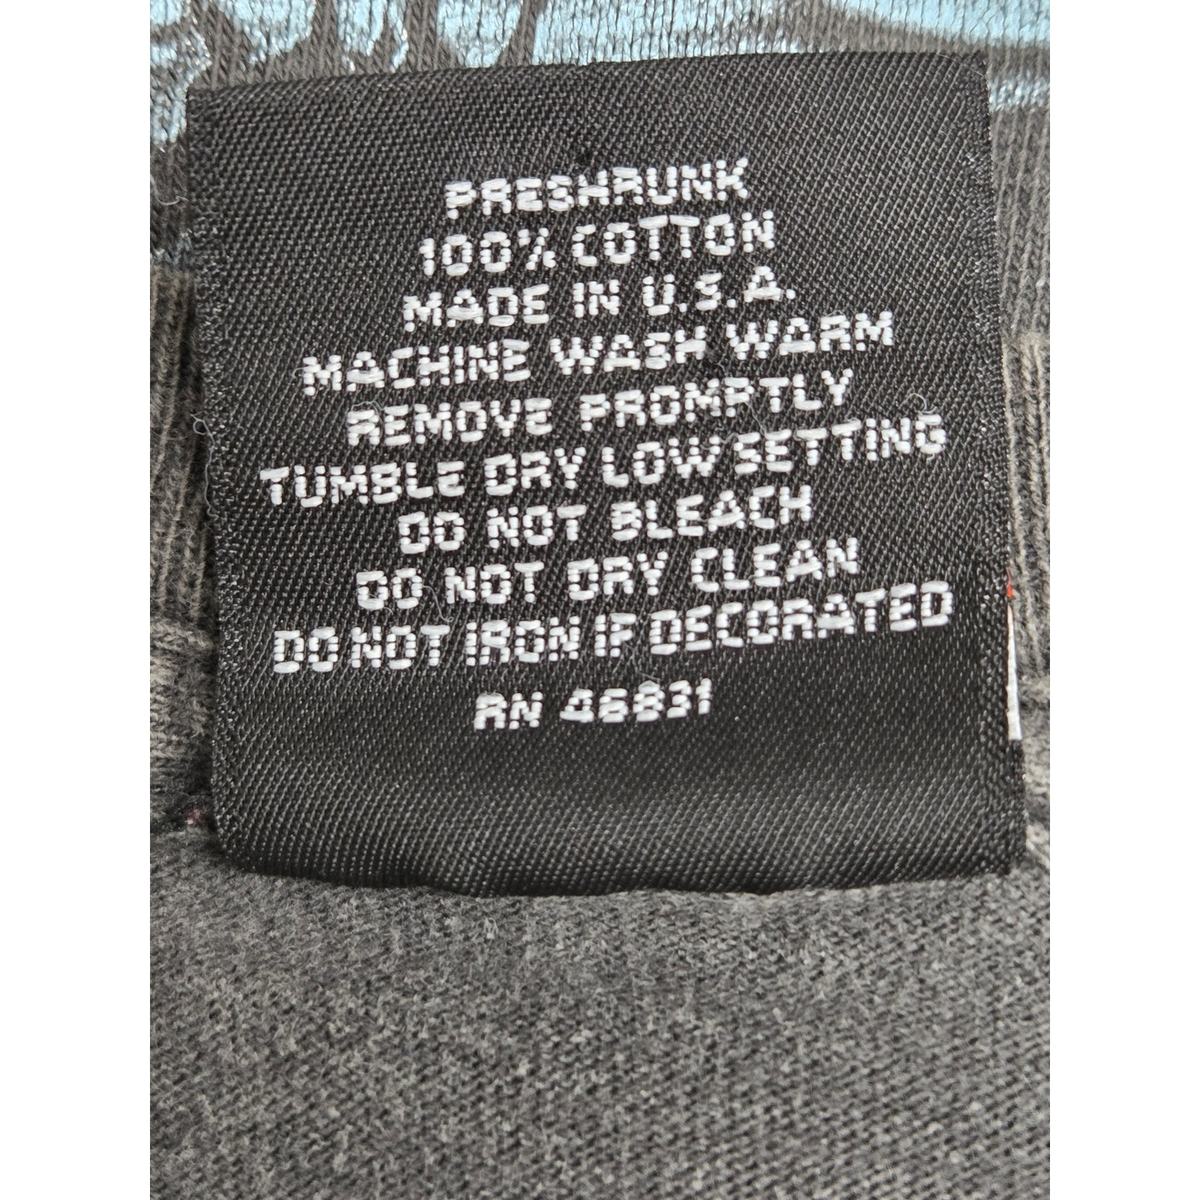 PRESHRUNK
100% COTTON
MADE IN U.S.A.
MACHINE WASH WARM
REMOVE PROMPTLY
TUMBLE DRY LOW SETTING
DO NOT BLEACH
DO NOT DRY CLEAN
DO NOT IRON IF DECORATED
RN 46831